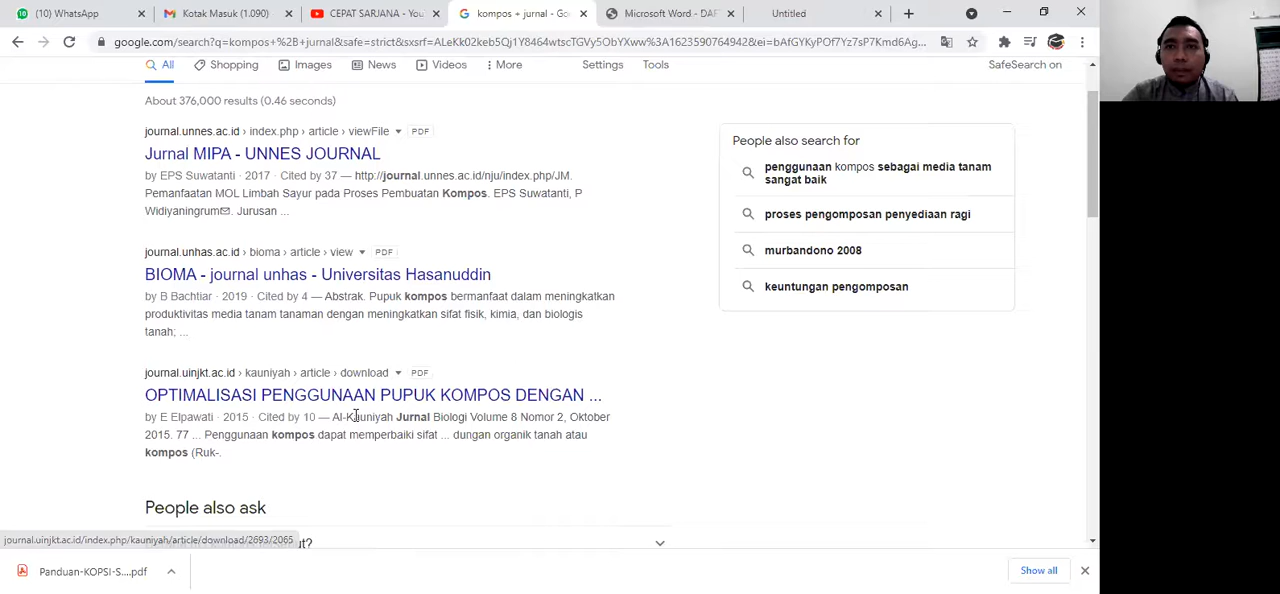 (10) WhatsApp
Kotak Masuk (1.090) -
CEPAT SARJANA - You
kompos + jurnal - Goo
Microsoft Word - DAF
Untitled
google.com/search?q=kompos+%2B+jurnal&safe=strict&sxsrf=ALeKk02keb5Qj1Y8464wtscTGVy5ObYXww%3A1623590764942&ei=bAfGYKyPOf7Yz7sP7Kmd6Ag...
All
Shopping
Images
News
Videos
More
Settings
Tools
SafeSearch on
About 376,000 results (0.46 seconds)
journal.unnes.ac.id › index.php › article › viewFile PDF
Jurnal MIPA - UNNES JOURNAL
by EPS Suwatanti · 2017 · Cited by 37 — http://journal.unnes.ac.id/nju/index.php/JM.
Pemanfaatan MOL Limbah Sayur pada Proses Pembuatan Kompos. EPS Suwatanti, P
Widiyaningrum. Jurusan ...
journal.unhas.ac.id › bioma › article › view PDF
BIOMA - journal unhas - Universitas Hasanuddin
by B Bachtiar · 2019 · Cited by 4 — Abstrak. Pupuk kompos bermanfaat dalam meningkatkan
produktivitas media tanam tanaman dengan meningkatkan sifat fisik, kimia, dan biologis
tanah; ...
journal.uinjkt.ac.id › kauniyah › article › download PDF
OPTIMALISASI PENGGUNAAN PUPUK KOMPOS DENGAN ...
by E Elpawati · 2015 · Cited by 10 — Al-Kauniyah Jurnal Biologi Volume 8 Nomor 2, Oktober
2015. 77 ... Penggunaan kompos dapat memperbaiki sifat ... dungan organik tanah atau
kompos (Ruk-.
People also ask
People also search for
penggunaan kompos sebagai media tanam
sangat baik
proses pengomposan penyediaan ragi
murbandono 2008
keuntungan pengomposan
journal.uinjkt.ac.id/index.php/kauniyah/article/download/2693/2065
Panduan-KOPSI-S....pdf
Show all